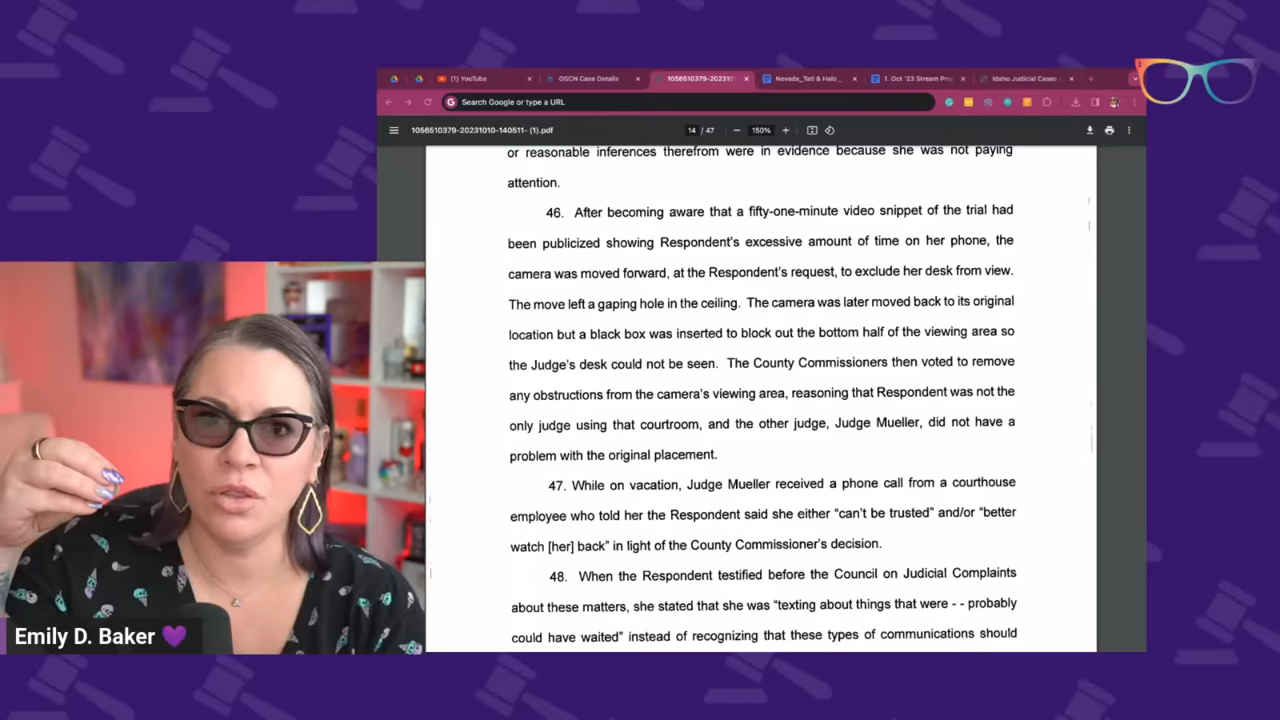 (1) YouTube
OSCN Case Details
1056510379-20231
Nevada_Tati & Halo _
1. Oct '23 Stream Pro
Idaho Judicial Cases
Search Google or type a URL
1056510379-20231010-140511- (1).pdf
14 / 47
150%
or reasonable inferences therefrom were in evidence because she was not paying
attention.
46. After becoming aware that a fifty-one-minute video snippet of the trial had
been publicized showing Respondent's excessive amount of time on her phone, the
camera was moved forward, at the Respondent's request, to exclude her desk from view.
The move left a gaping hole in the ceiling. The camera was later moved back to its original
location but a black box was inserted to block out the bottom half of the viewing area so
the Judge's desk could not be seen. The County Commissioners then voted to remove
any obstructions from the camera's viewing area, reasoning that Respondent was not the
only judge using that courtroom, and the other judge, Judge Mueller, did not have a
problem with the original placement.
47. While on vacation, Judge Mueller received a phone call from a courthouse
employee who told her the Respondent said she either "can't be trusted" and/or "better
watch [her] back" in light of the County Commissioner's decision.
48. When the Respondent testified before the Council on Judicial Complaints
about these matters, she stated that she was "texting about things that were - - probably
could have waited" instead of recognizing that these types of communications should
Emily D. Baker 💜